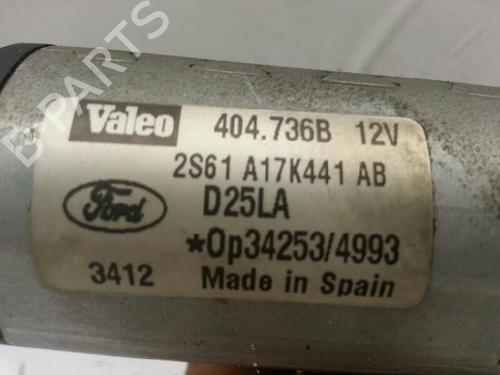 B-PARTS
Valeo 404.736B 12V
2S61 A17K441 AB
Ford D25LA
*Op34253/4993
3412 Made in Spain